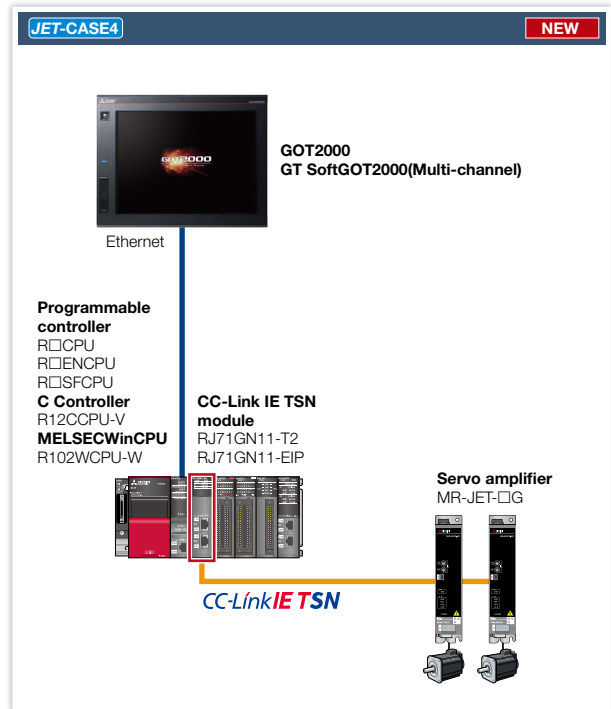 JET-CASE4
NEW
GOT2000
GOT2000
GT SoftGOT2000(Multi-channel)
Ethernet
Programmable
controller
R□CPU
R□ENCPU
R□SFCPU
C Controller
R12CCPU-V
MELSECWinCPU
R102WCPU-W
CC-Link IE TSN
module
RJ71GN11-T2
RJ71GN11-EIP
Servo amplifier
MR-JET-□G
CC-Link IE TSN